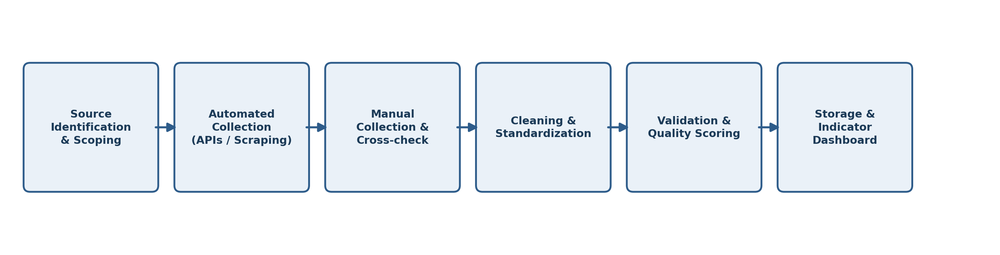 Source
Identification
& Scoping
Automated
Collection
(APIs / Scraping)
Manual
Collection &
Cross-check
Cleaning &
Standardization
Validation &
Quality Scoring
Storage &
Indicator
Dashboard